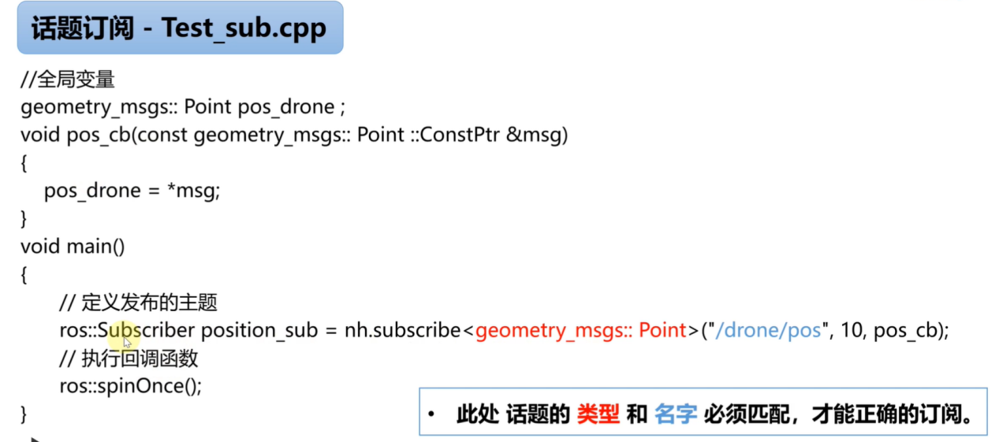 话题订阅 - Test_sub.cpp
//全局变量
geometry_msgs:: Point pos_drone ;
void pos_cb(const geometry_msgs:: Point ::ConstPtr &msg)
{
pos_drone = *msg;
}
void main()
{
// 定义发布的主题
ros::Subscriber position_sub = nh.subscribe<geometry_msgs:: Point>("/drone/pos", 10, pos_cb);
// 执行回调函数
ros::spinOnce();
}
• 此处 话题的 类型 和 名字 必须匹配，才能正确的订阅。